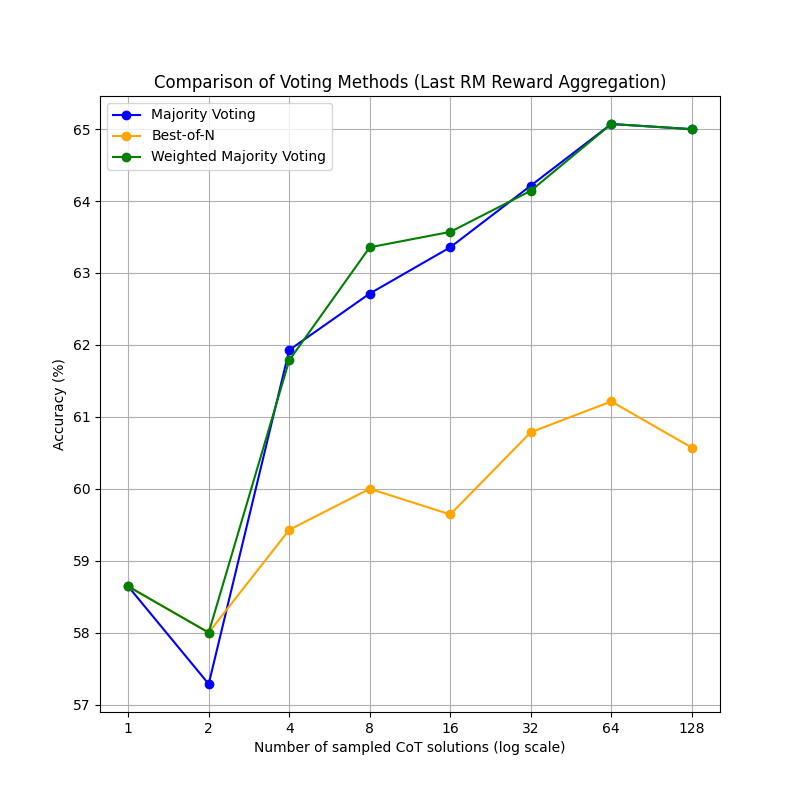 Comparison of Voting Methods (Last RM Reward Aggregation)
Majority Voting
Best-of-N
Weighted Majority Voting
65
64
63
62
61
60
59
58
57
Accuracy (%)
1 2 4 8 16 32 64 128
Number of sampled CoT solutions (log scale)